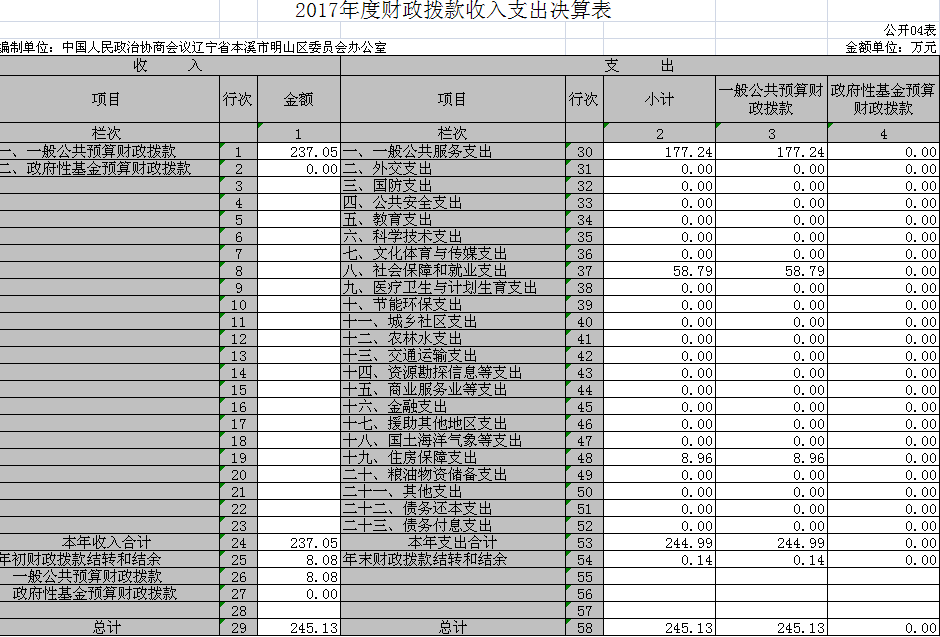 2017年度财政拨款收入支出决算表
公开04表
编制单位：中国人民政治协商会议辽宁省本溪市明山区委员会办公室 金额单位：万元
收 入 支 出
项目 行次 金额 项目 行次 小计 一般公共预算财政拨款 政府性基金预算财政拨款
栏次 1 栏次 2 3 4
一、一般公共预算财政拨款 1 237.05 一、一般公共服务支出 30 177.24 177.24 0.00
二、政府性基金预算财政拨款 2 0.00 二、外交支出 31 0.00 0.00 0.00
3 三、国防支出 32 0.00 0.00 0.00
4 四、公共安全支出 33 0.00 0.00 0.00
5 五、教育支出 34 0.00 0.00 0.00
6 六、科学技术支出 35 0.00 0.00 0.00
7 七、文化体育与传媒支出 36 0.00 0.00 0.00
8 八、社会保障和就业支出 37 58.79 58.79 0.00
9 九、医疗卫生与计划生育支出 38 0.00 0.00 0.00
10 十、节能环保支出 39 0.00 0.00 0.00
11 十一、城乡社区支出 40 0.00 0.00 0.00
12 十二、农林水支出 41 0.00 0.00 0.00
13 十三、交通运输支出 42 0.00 0.00 0.00
14 十四、资源勘探信息等支出 43 0.00 0.00 0.00
15 十五、商业服务业等支出 44 0.00 0.00 0.00
16 十六、金融支出 45 0.00 0.00 0.00
17 十七、援助其他地区支出 46 0.00 0.00 0.00
18 十八、国土海洋气象等支出 47 0.00 0.00 0.00
19 十九、住房保障支出 48 8.96 8.96 0.00
20 二十、粮油物资储备支出 49 0.00 0.00 0.00
21 二十一、其他支出 50 0.00 0.00 0.00
22 二十二、债务还本支出 51 0.00 0.00 0.00
23 二十三、债务付息支出 52 0.00 0.00 0.00
本年收入合计 24 237.05 本年支出合计 53 244.99 244.99 0.00
年初财政拨款结转和结余 25 8.08 年末财政拨款结转和结余 54 0.14 0.14 0.00
一般公共预算财政拨款 26 8.08 55
政府性基金预算财政拨款 27 0.00 56
28 57
总计 29 245.13 总计 58 245.13 245.13 0.00